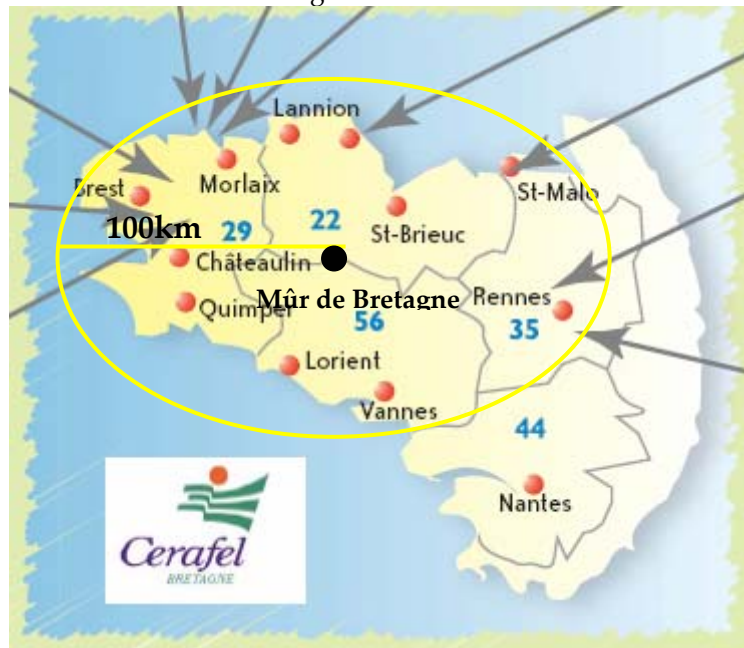 Lannion
Brest
Morlaix
St-Malo
100km
29
22
St-Brieuc
Châteaulin
Mûr de Bretagne
Rennes
Quimper
56
35
Lorient
Vannes
44
Nantes
Cerafel
BRETAGNE